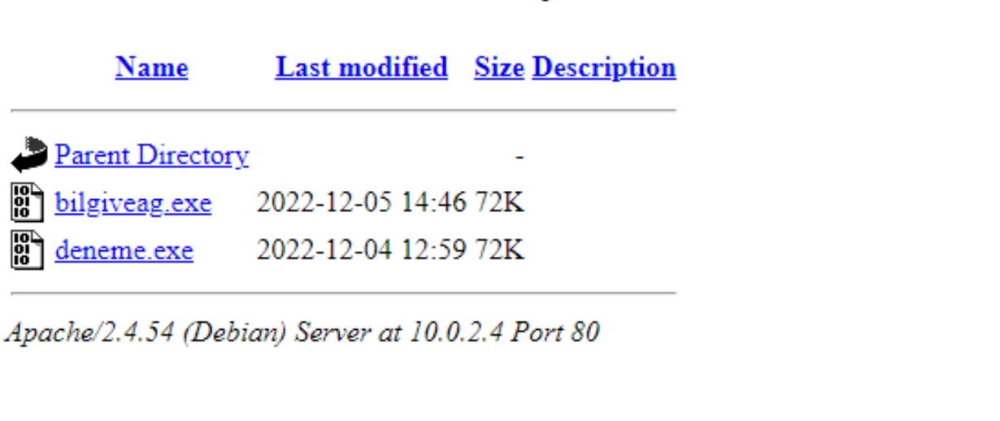 Name Last modified Size Description
Parent Directory -
bilgiveag.exe 2022-12-05 14:46 72K
deneme.exe 2022-12-04 12:59 72K
Apache/2.4.54 (Debian) Server at 10.0.2.4 Port 80